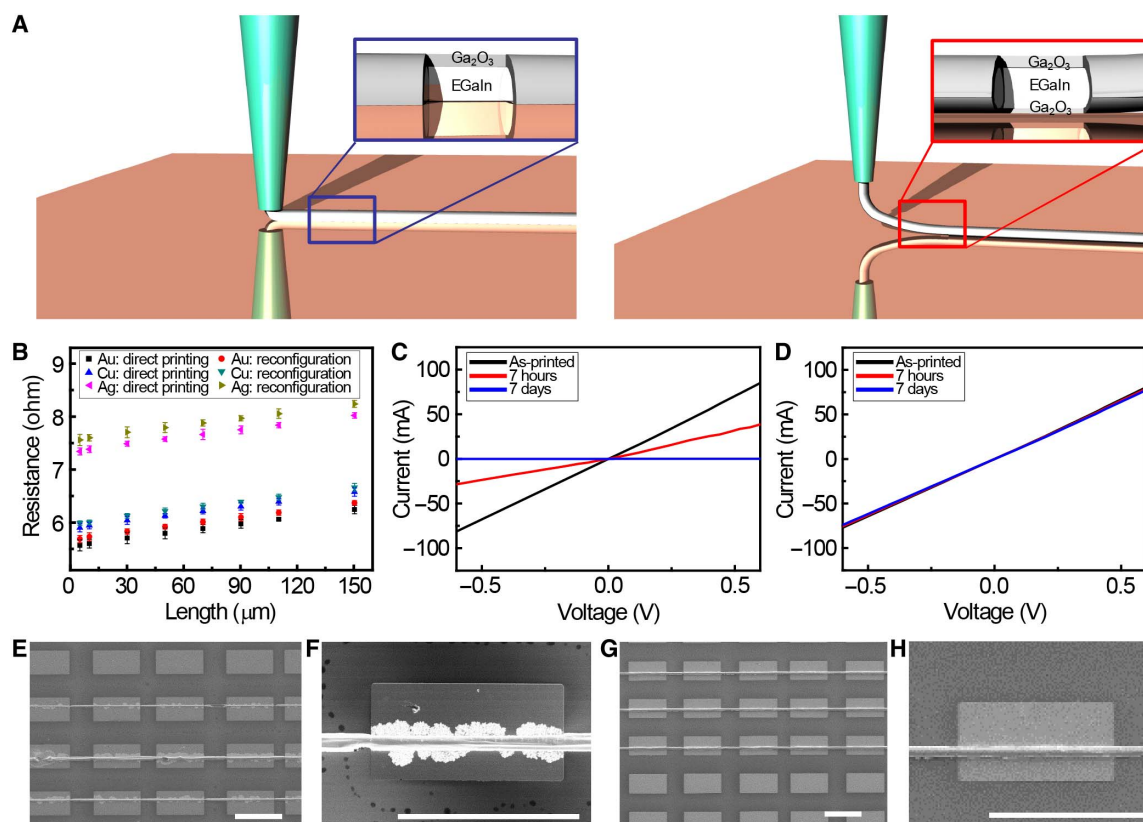 A
Ga₂O₃
EGaIn
Ga₂O₃
EGaIn
Ga₂O₃
B
Au: direct printing
Au: reconfiguration
Cu: direct printing
Cu: reconfiguration
Ag: direct printing
Ag: reconfiguration
9
8
7
6
0
30
60
90
120
150
Resistance (ohm)
Length (μm)
C
As-printed
7 hours
7 days
100
50
0
−50
−100
−0.5
0.0
0.5
Current (mA)
Voltage (V)
D
As-printed
7 hours
7 days
100
50
0
−50
−100
−0.5
0.0
0.5
Current (mA)
Voltage (V)
E
F
G
H